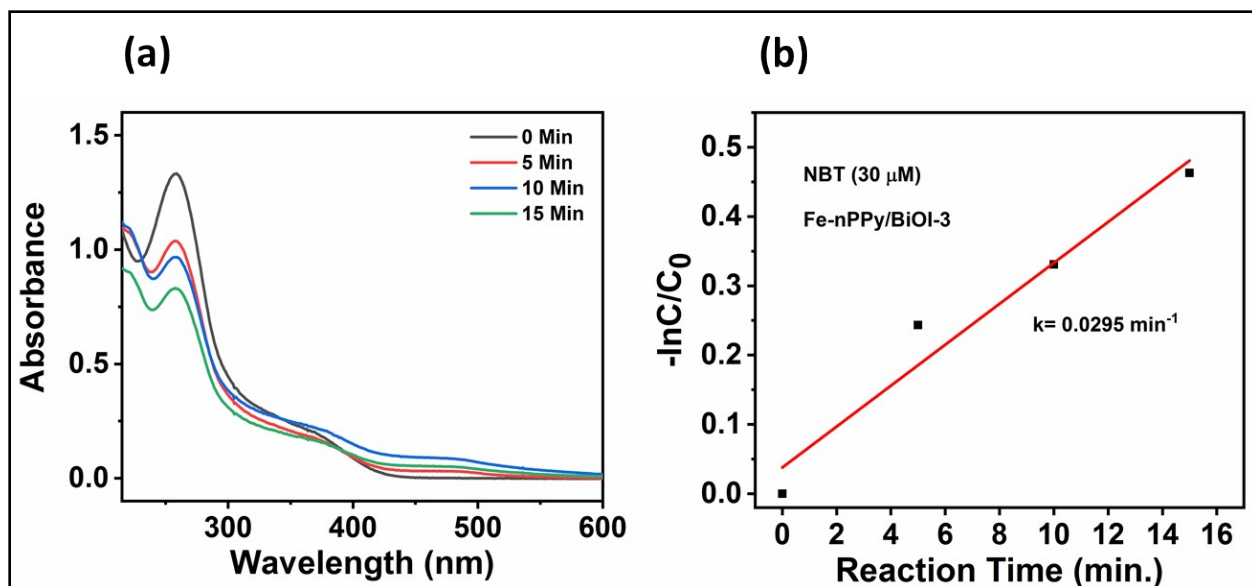 (a)
(b)
1.5
1.0
0.5
0.0
Absorbance
300
400
500
600
Wavelength (nm)
0 Min
5 Min
10 Min
15 Min
0.5
0.4
0.3
0.2
0.1
0.0
-lnC/C0
NBT (30 μM)
Fe-nPPy/BiOI-3
k= 0.0295 min-1
0
2
4
6
8
10
12
14
16
Reaction Time (min.)